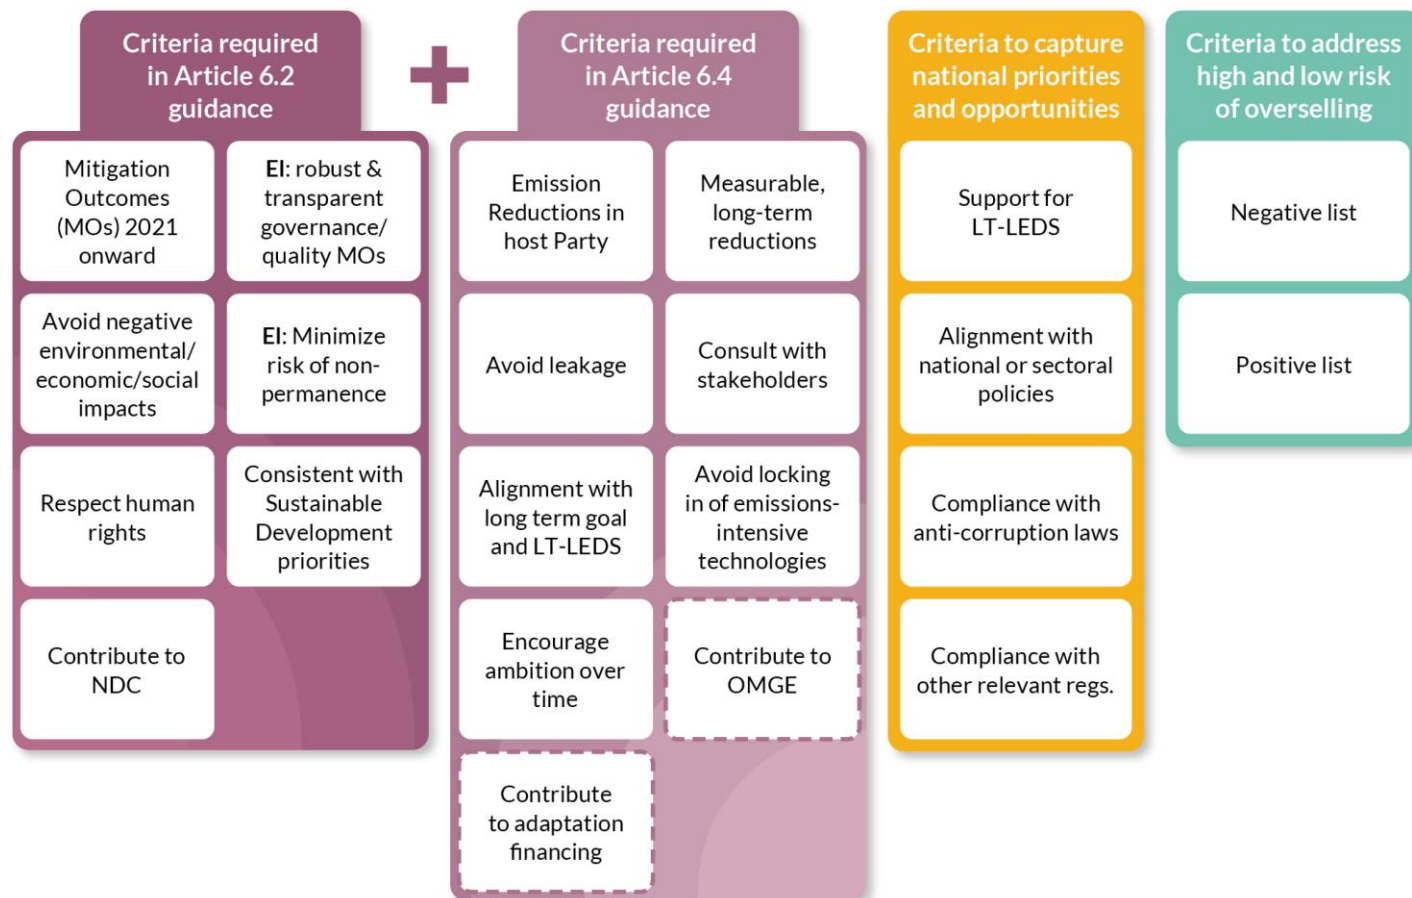 Criteria required
in Article 6.2
guidance
Mitigation
Outcomes
(MOs) 2021
onward
EI: robust &
transparent
governance/
quality MOs
Avoid negative
environmental/
economic/social
impacts
EI: Minimize
risk of non-
permanence
Respect human
rights
Consistent with
Sustainable
Development
priorities
Contribute to
NDC
+
Criteria required
in Article 6.4
guidance
Emission
Reductions in
host Party
Measurable,
long-term
reductions
Avoid leakage
Consult with
stakeholders
Alignment with
long term goal
and LT-LEDS
Avoid locking
in of emissions-
intensive
technologies
Encourage
ambition over
time
Contribute to
OMGE
Contribute
to adaptation
financing
Criteria to capture
national priorities
and opportunities
Support for
LT-LEDS
Alignment with
national or sectoral
policies
Compliance with
anti-corruption laws
Compliance with
other relevant regs.
Criteria to address
high and low risk
of overselling
Negative list
Positive list